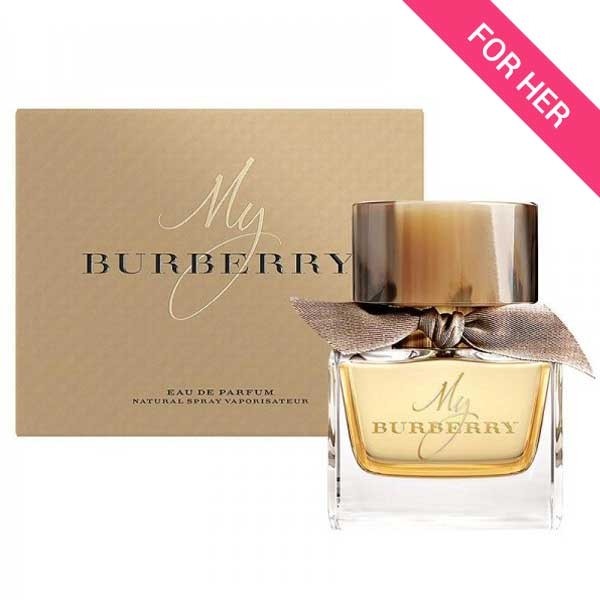 FOR HER
My
BURBERRY
EAU DE PARFUM
NATURAL SPRAY VAPORISATEUR
My
BURBERRY